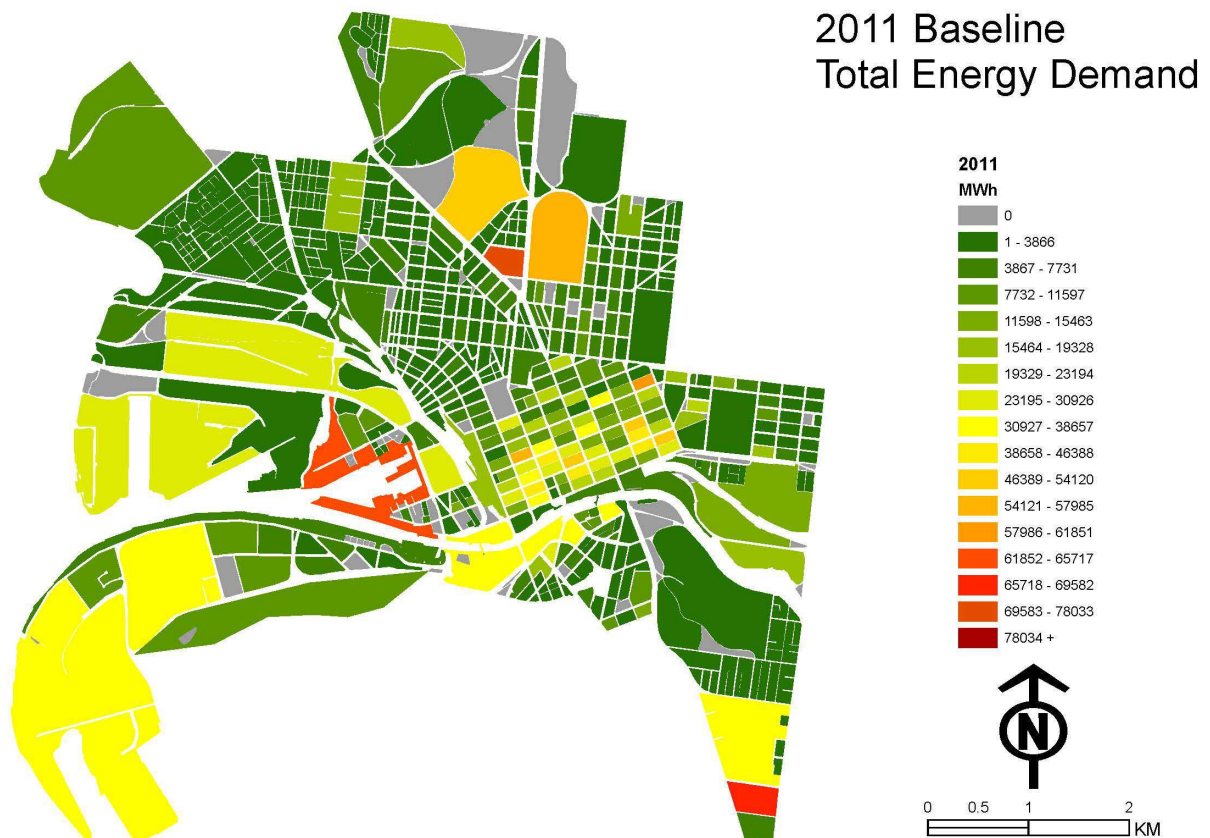 2011 Baseline
Total Energy Demand
2011
MWh
0
1 - 3866
3867 - 7731
7732 - 11597
11598 - 15463
15464 - 19328
19329 - 23194
23195 - 30926
30927 - 38657
38658 - 46388
46389 - 54120
54121 - 57985
57986 - 61851
61852 - 65717
65718 - 69582
69583 - 78033
78034 +
N
0 0.5 1 2
KM